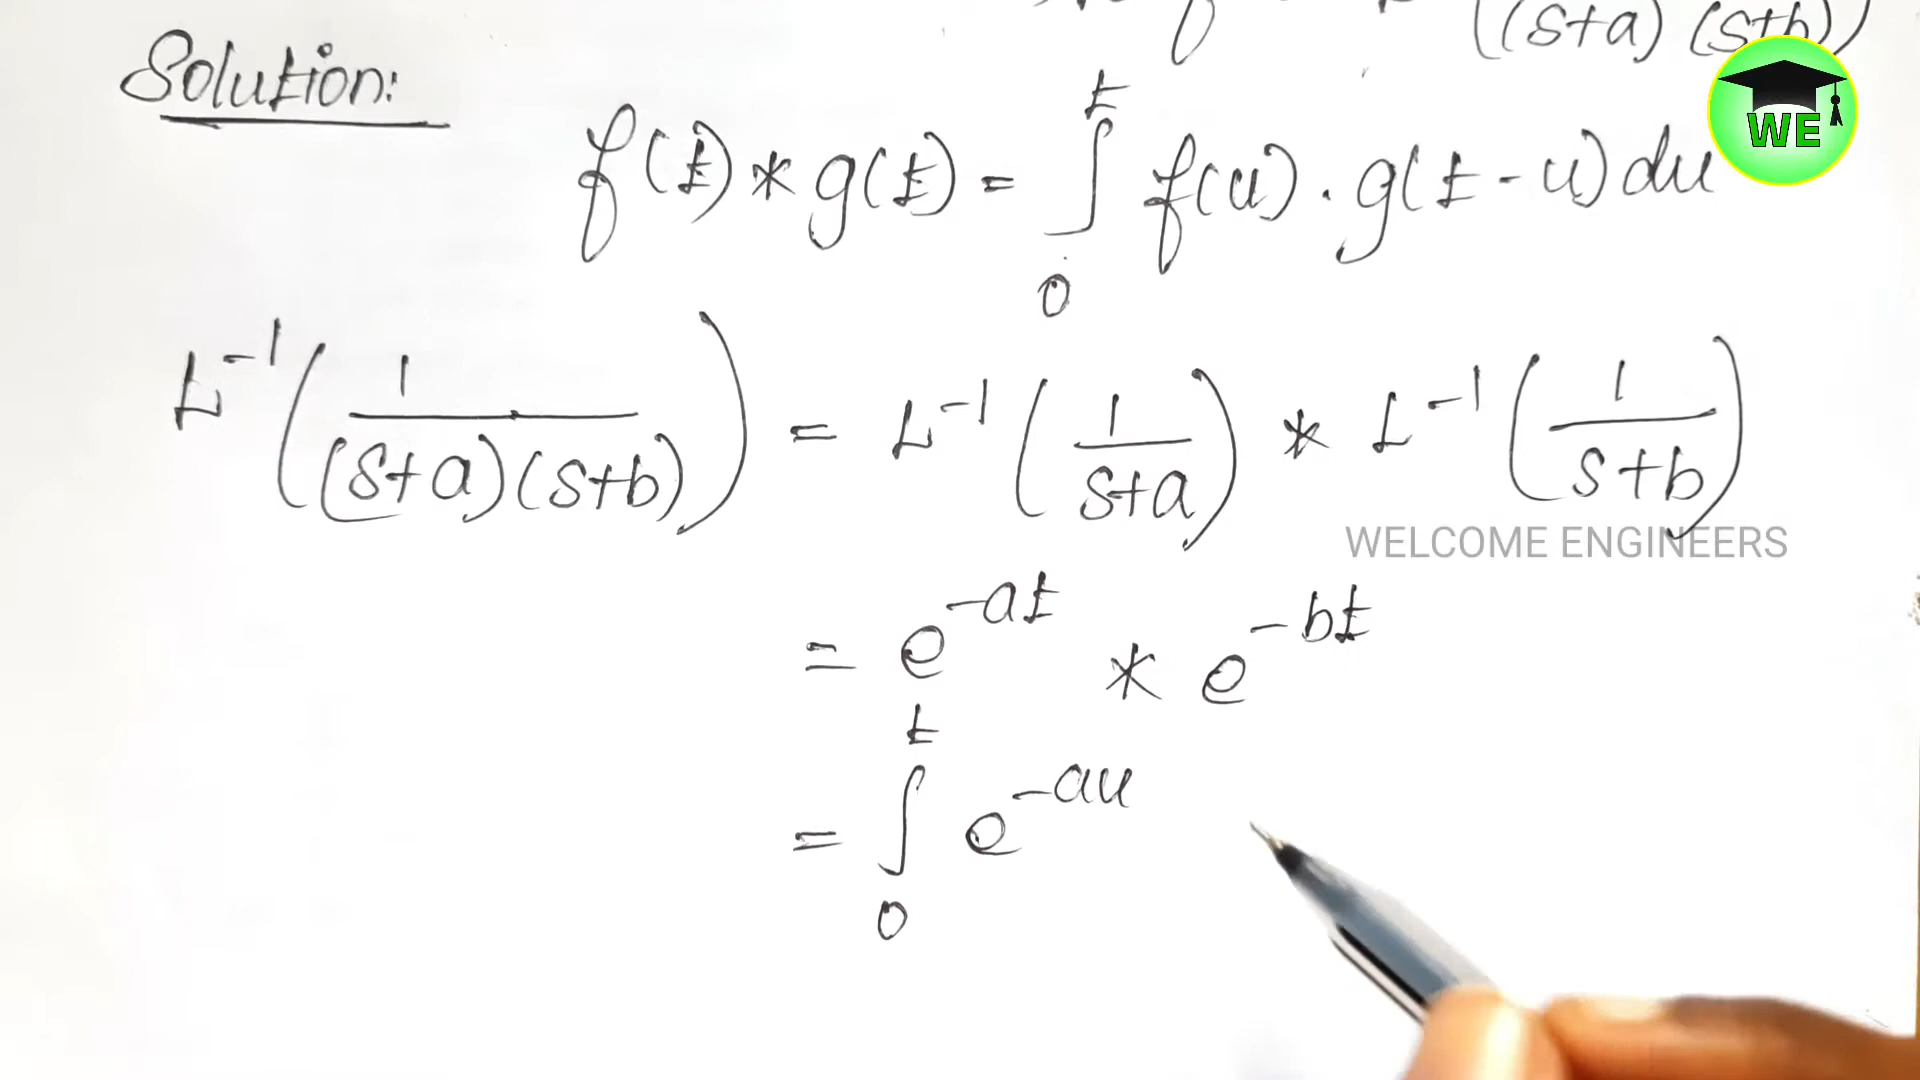 ((s+a) (s+b))
Solution:
WE
f(t) * g(t) = ∫₀ᵗ f(u) . g(t-u) du
L⁻¹(1/((s+a)(s+b))) = L⁻¹(1/(s+a)) * L⁻¹(1/(s+b))
WELCOME ENGINEERS
= e^(-at) * e^(-bt)
= ∫₀ᵗ e^(-au)